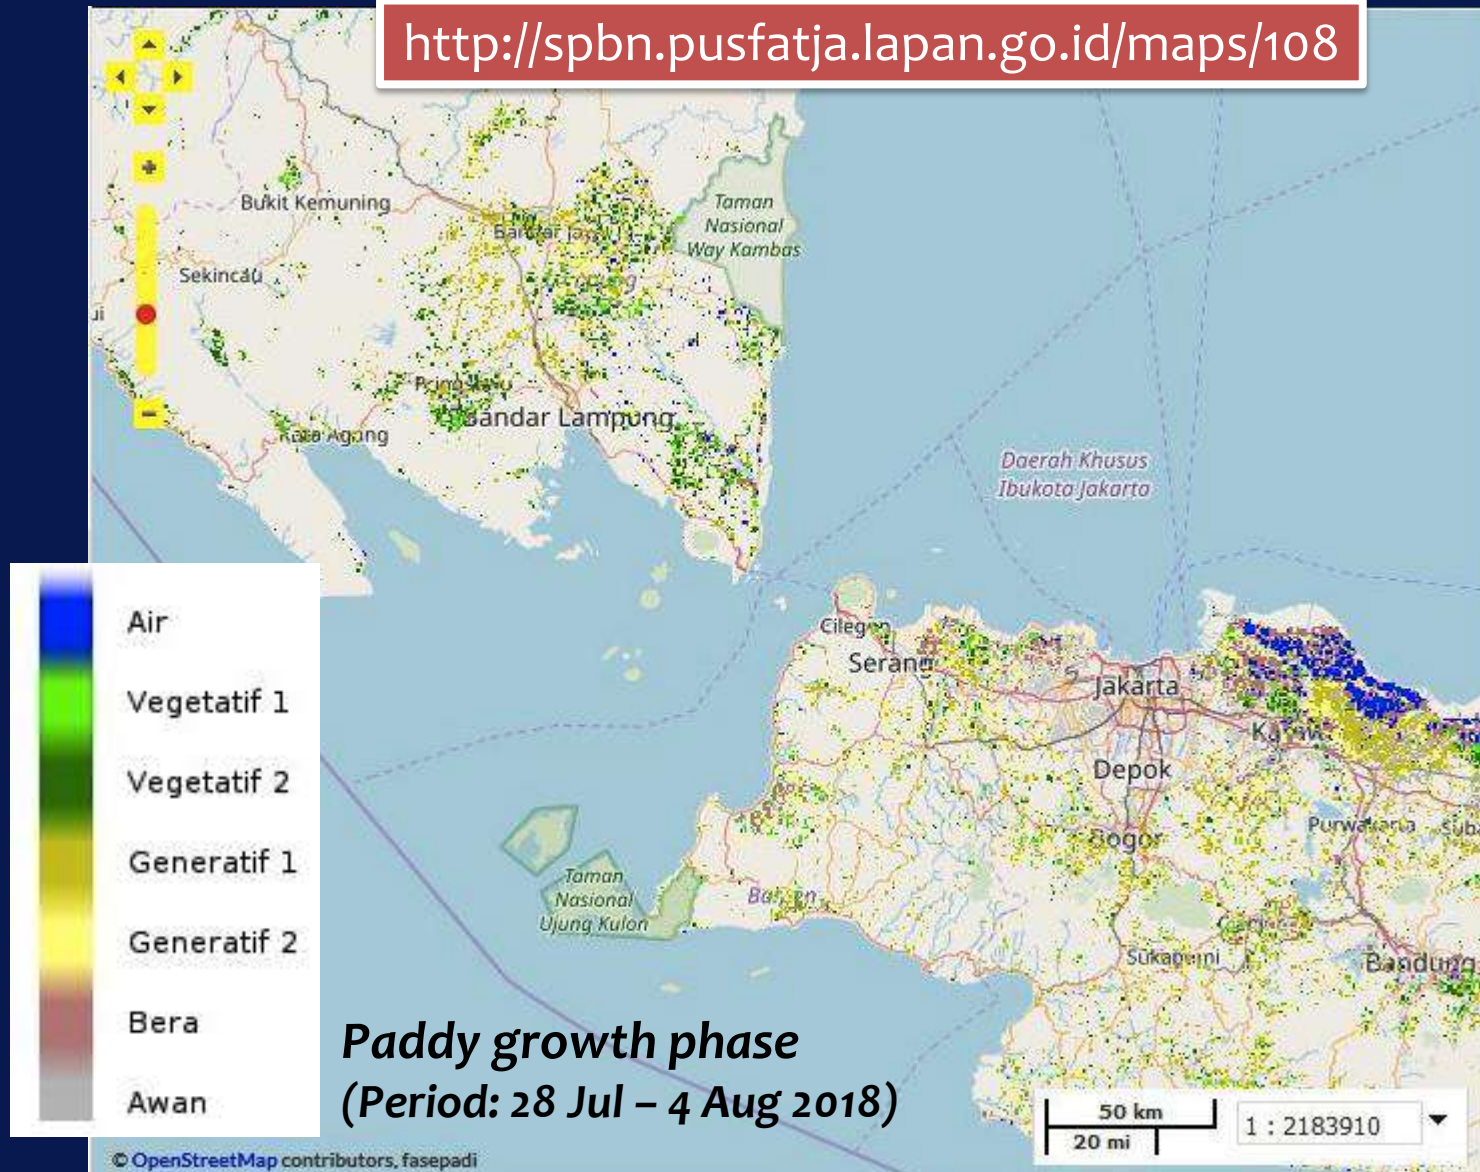 http://spbn.pusfatja.lapan.go.id/maps/108
Bukit Kemuning
Taman
Nasional
Way Kambas
Sekincau
ui
Bandar Lampung
Kota Agung
Daerah Khusus
Ibukota Jakarta
Cilegon
Serang
Jakarta
Depok
Bogor
Purwakarta
Taman
Nasional
Ujung Kulon
Banten
Sukabumi
Bandung
Air
Vegetatif 1
Vegetatif 2
Generatif 1
Generatif 2
Bera
Awan
Paddy growth phase
(Period: 28 Jul – 4 Aug 2018)
50 km
20 mi
1 : 2183910
© OpenStreetMap contributors, fasepadi